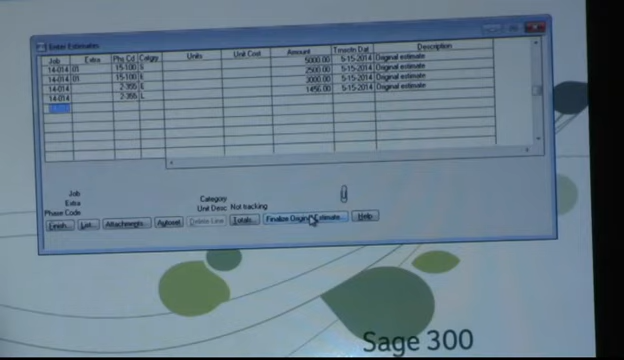 Enter Estimates
Job Extra Phs Cd Catgy Units Unit Cost Amount Trnsctn Dat Description
14-014 01 15-100 S 5000.00 5-15-2014 Original estimate
14-014 01 15-100 E 2500.00 5-15-2014 Original estimate
14-014 2-355 E 3000.00 5-15-2014 Original estimate
14-014 2-355 L 1456.00 5-15-2014 Original estimate
Job
Extra
Phase Code
Category
Unit Desc Not tracking
Finish... List... Attachments... Autoext Delete Line Totals... Finalize Original Estimate Help
Sage 300